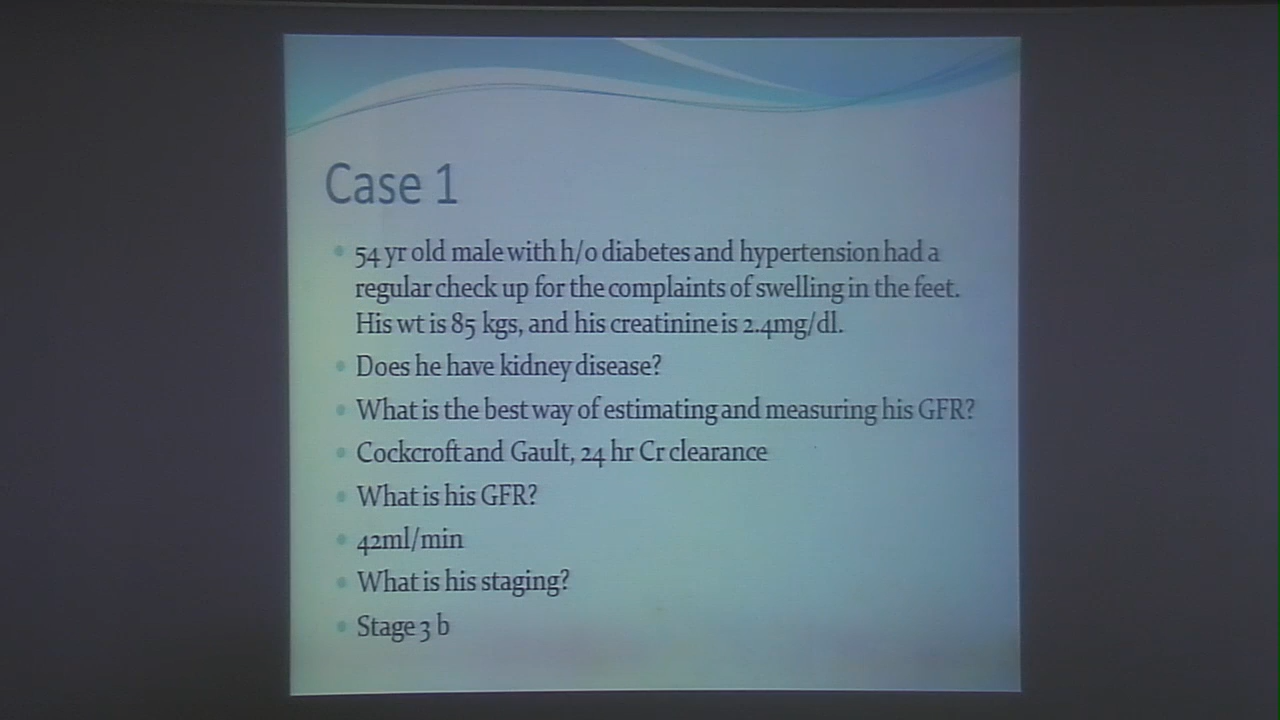 Case 1
54 yr old male with h/o diabetes and hypertension had a
regular check up for the complaints of swelling in the feet.
His wt is 85 kgs, and his creatinine is 2.4mg/dl.
Does he have kidney disease?
What is the best way of estimating and measuring his GFR?
Cockcroft and Gault, 24 hr Cr clearance
What is his GFR?
42ml/min
What is his staging?
Stage 3 b